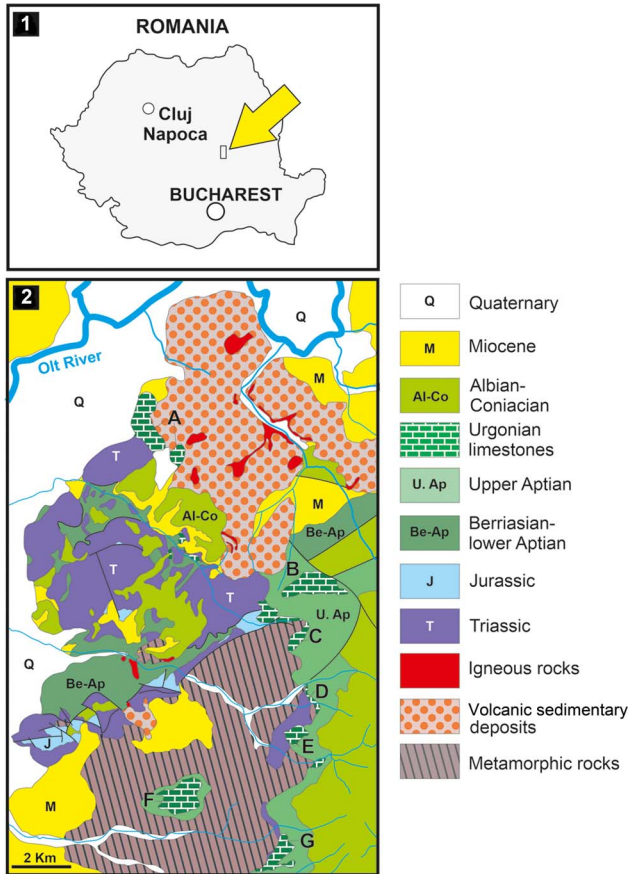 1
ROMANIA
Cluj
Napoca
BUCHAREST
2
Q
Q
Olt River
M
Q
A
T
Al-Co
M
Be-Ap
T
T
B
T
U. Ap
C
Q
Be-Ap
D
J
E
F
M
G
2 Km
Q Quaternary
M Miocene
Al-Co Albian-
Coniacian
Urgonian
limestones
U. Ap Upper Aptian
Be-Ap Berriasian-
lower Aptian
J Jurassic
T Triassic
Igneous rocks
Volcanic sedimentary
deposits
Metamorphic rocks